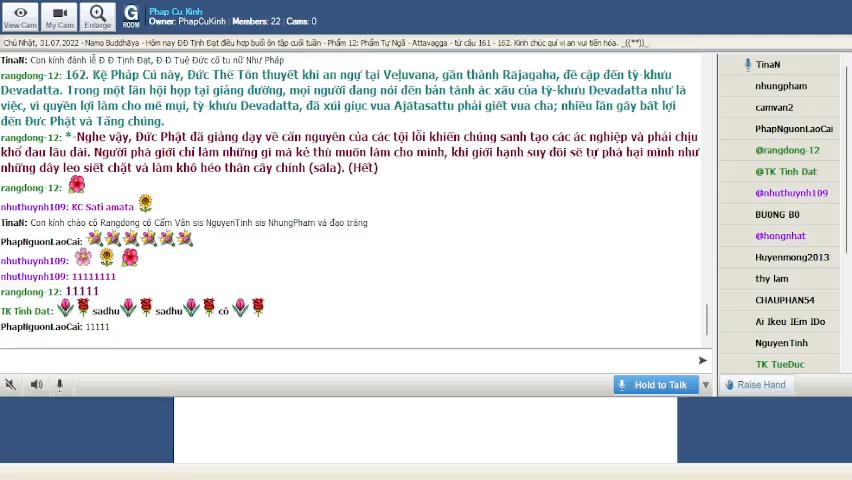 Phap Cu Kinh
Owner: PhapCuKinh | Members: 22 | Cams: 0
View Cam
My Cam
Enlarge
G
ROOM
Chủ Nhật, 31.07.2022 - Namo Buddhāya - Hôm nay ĐĐ Tịnh Đạt điều hợp buổi ôn tập cuối tuần - Phẩm 12: Phẩm Tự Ngã - Attavagga - từ câu 161 - 162. Kính chúc quí vị an vui tiến hóa. _((**))_
TinaN: Con kính đảnh lễ Đ Đ Tịnh Đạt, Đ Đ Tuệ Đức cô tu nữ Như Pháp
rangdong-12: 162. Kệ Pháp Cú này, Đức Thế Tôn thuyết khi an ngự tại Veḷuvana, gần thành Rājagaha, đề cập đến tỳ-khưu
Devadatta. Trong một lần hội họp tại giảng đường, mọi người đang nói đến bản tánh ác xấu của tỳ-khưu Devadatta như là
việc, vì quyền lợi làm cho mê muội, tỳ-khưu Devadatta, đã xúi giục vua Ajātasattu phải giết vua cha; nhiều lần gây bất lợi
đến Đức Phật và Tăng chúng.
rangdong-12: *-Nghe vậy, Đức Phật đã giảng dạy về căn nguyên của các tội lỗi khiến chúng sanh tạo các ác nghiệp và phải chịu
khổ đau lâu dài. Người phá giới chỉ làm những gì mà kẻ thù muốn làm cho mình, khi giới hạnh suy đồi sẽ tự phá hại mình như
những dây leo siết chặt và làm khô héo thân cây chính (sāla). (Hết)
rangdong-12:
nhuthuynh109: KC Sati amata
TinaN: Con kính chào cô Rangdong cô Cẩm Vân sis NguyenTinh sis NhungPham và đạo tràng
PhapNguonLaoCai:
nhuthuynh109:
nhuthuynh109: 11111111
rangdong-12: 11111
TK Tinh Dat: sadhu sadhu cô
PhapNguonLaoCai: 11111
Hold to Talk
TinaN
nhungpham
camvan2
PhapNguonLaoCai
@rangdong-12
@TK Tinh Dat
@nhuthuynh109
BU0NG B0
@hongnhat
Huyenmong2013
thy lam
CHAUPHAN54
Ai Ikeu IEm IDo
NguyenTinh
TK TueDuc
Raise Hand